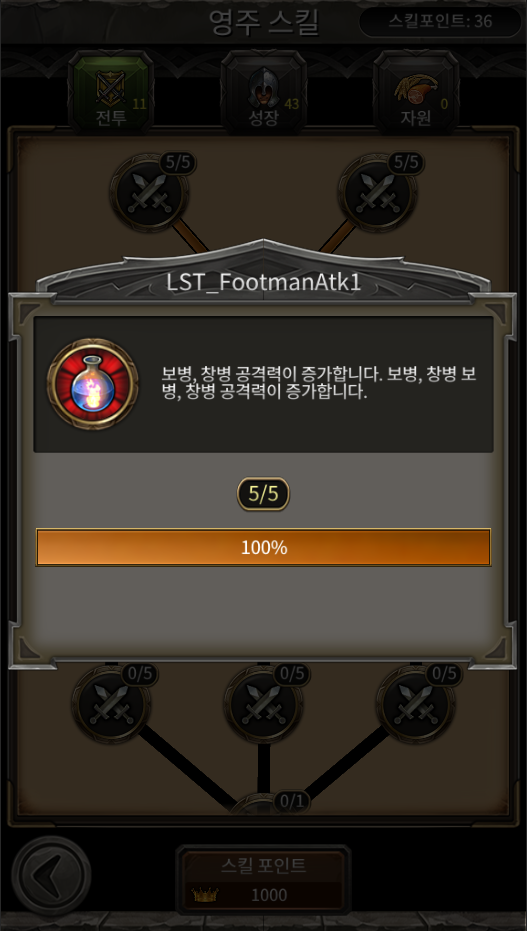 영주 스킬
스킬포인트: 36
11
전투
43
성장
0
자원
5/5
5/5
LST_FootmanAtk1
보병, 창병 공격력이 증가합니다. 보병, 창병 보
병, 창병 공격력이 증가합니다.
5/5
100%
0/5
0/5
0/5
0/1
스킬 포인트
1000